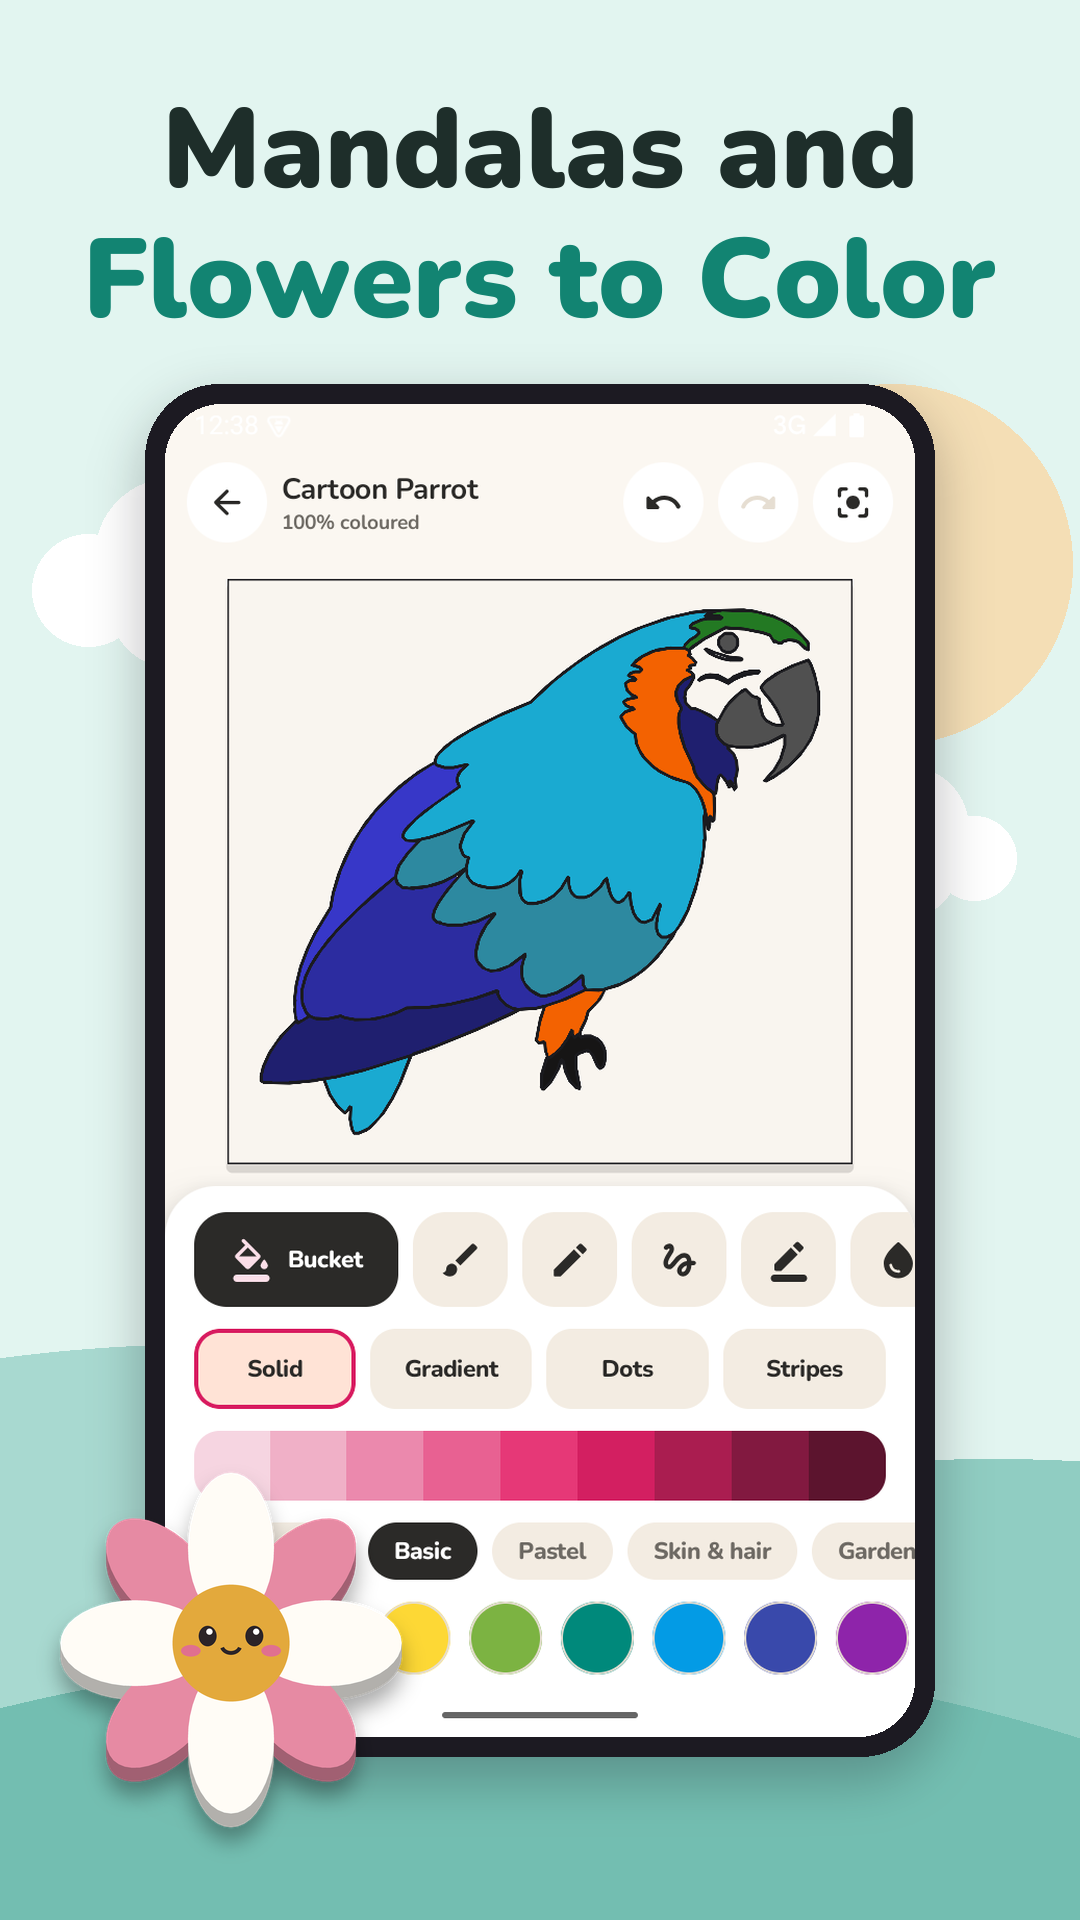 Mandalas and
Flowers to Color
12:38 3G
Cartoon Parrot
100% coloured
Bucket
Solid Gradient Dots Stripes
Basic Pastel Skin & hair Garden